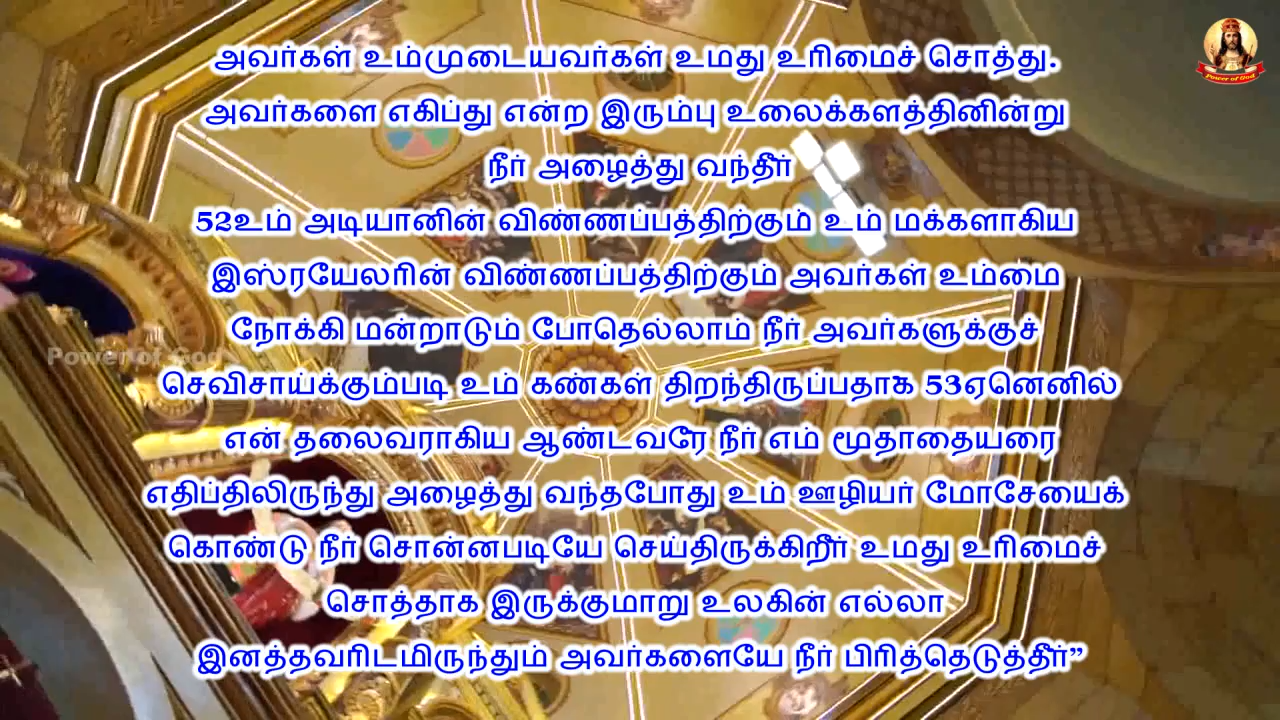 அவர்கள் உம்முடையவர்கள் உமது உரிமைச் சொத்து.
அவர்களை எகிப்து என்ற இரும்பு உலைக்களத்தினின்று
நீர் அழைத்து வந்தீர்
52உம் அடியானின் விண்ணப்பத்திற்கும் உம் மக்களாகிய
இஸ்ரயேலரின் விண்ணப்பத்திற்கும் அவர்கள் உம்மை
நோக்கி மன்றாடும் போதெல்லாம் நீர் அவர்களுக்குச்
செவிசாய்க்கும்படி உம் கண்கள் திறந்திருப்பதாக 53ஏனெனில்
என் தலைவராகிய ஆண்டவரே நீர் எம் மூதாதையரை
எதிப்திலிருந்து அழைத்து வந்தபோது உம் ஊழியர் மோசேயைக்
கொண்டு நீர் சொன்னபடியே செய்திருக்கிறீர் உமது உரிமைச்
சொத்தாக இருக்குமாறு உலகின் எல்லா
இனத்தவரிடமிருந்தும் அவர்களையே நீர் பிரித்தெடுத்தீர்”
Power of God
Power of God